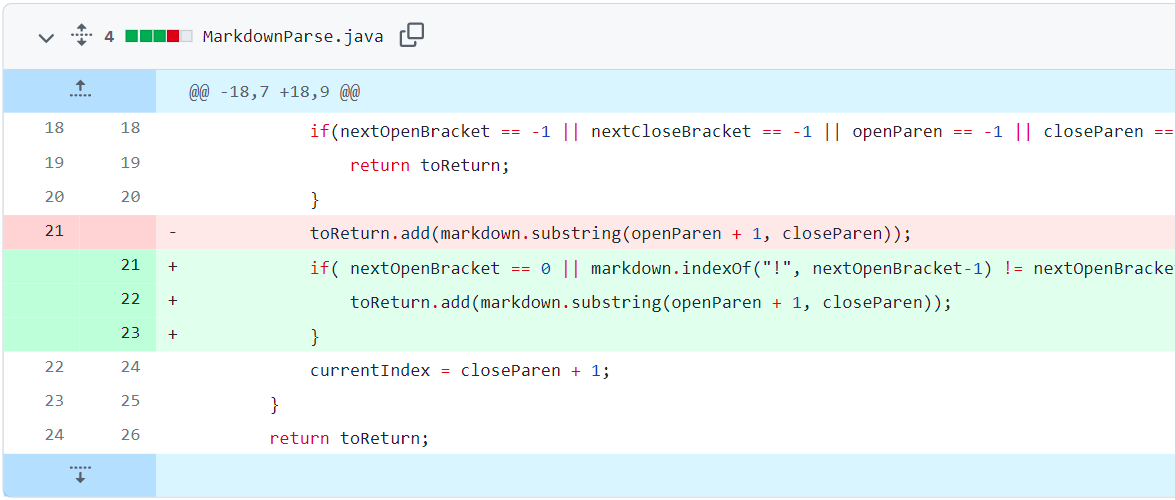 4 MarkdownParse.java
@@ -18,7 +18,9 @@
18 18 if(nextOpenBracket == -1 || nextCloseBracket == -1 || openParen == -1 || closeParen ==
19 19 return toReturn;
20 20 }
21 - toReturn.add(markdown.substring(openParen + 1, closeParen));
21 + if( nextOpenBracket == 0 || markdown.indexOf("!", nextOpenBracket-1) != nextOpenBracke
22 + toReturn.add(markdown.substring(openParen + 1, closeParen));
23 + }
22 24 currentIndex = closeParen + 1;
23 25 }
24 26 return toReturn;